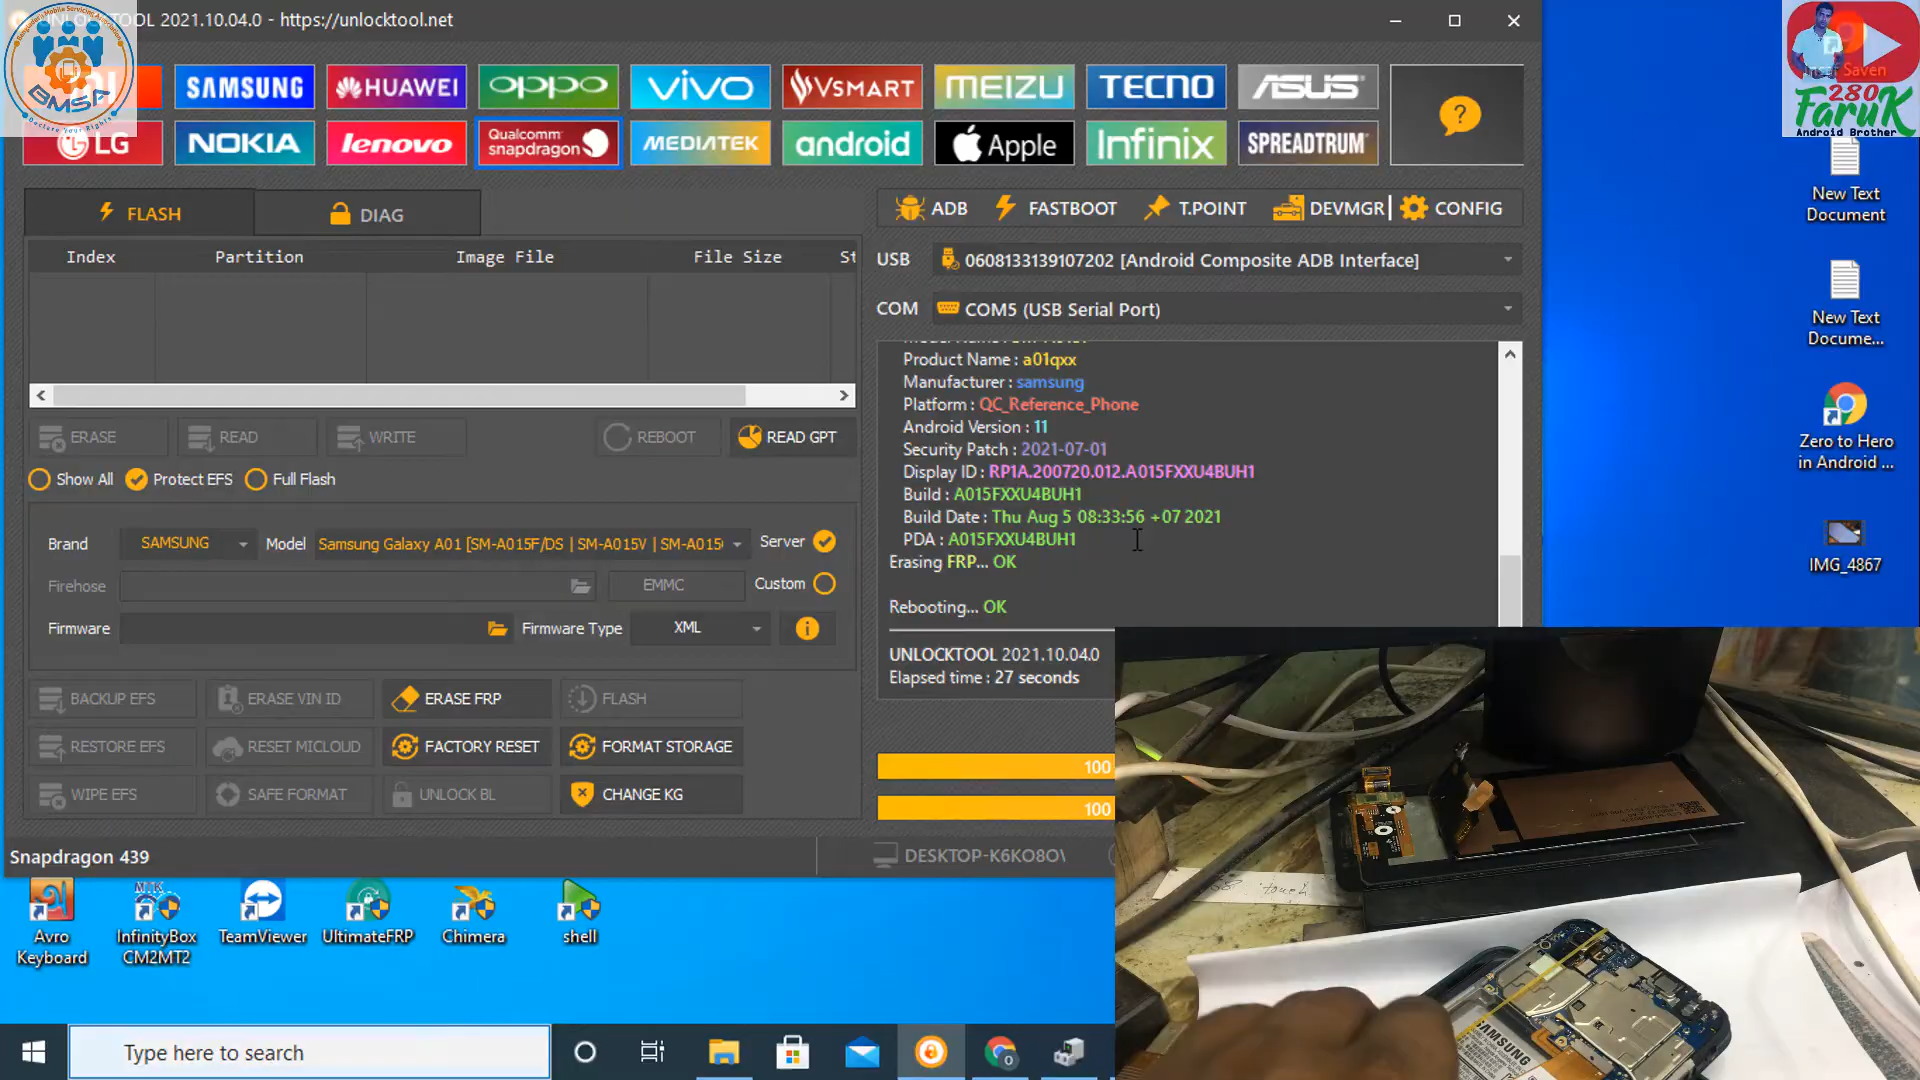 UNLOCKTOOL 2021.10.04.0 - https://unlocktool.net
BMSA
SAMSUNG
HUAWEI
oppo
vivo
VSMART
MEIZU
TECNO
ASUS
?
LG
NOKIA
lenovo
Qualcomm
snapdragon
MEDIATEK
android
Apple
Infinix
SPREADTRUM
280
FaruK
Android Brother
FLASH
DIAG
ADB
FASTBOOT
T.POINT
DEVMGR
CONFIG
Index
Partition
Image File
File Size
St
USB
0608133139107202 [Android Composite ADB Interface]
COM
COM5 (USB Serial Port)
Product Name : a01qxx
Manufacturer : samsung
Platform : QC_Reference_Phone
Android Version : 11
Security Patch : 2021-07-01
Display ID : RP1A.200720.012.A015FXXU4BUH1
Build : A015FXXU4BUH1
Build Date : Thu Aug 5 08:33:56 +07 2021
PDA : A015FXXU4BUH1
Erasing FRP... OK
Rebooting... OK
UNLOCKTOOL 2021.10.04.0
Elapsed time : 27 seconds
100
100
ERASE
READ
WRITE
REBOOT
READ GPT
Show All
Protect EFS
Full Flash
Brand
SAMSUNG
Model
Samsung Galaxy A01 [SM-A015F/DS | SM-A015V | SM-A015
Server
Firehose
EMMC
Custom
Firmware
Firmware Type
XML
BACKUP EFS
ERASE VIN ID
ERASE FRP
FLASH
RESTORE EFS
RESET MICLOUD
FACTORY RESET
FORMAT STORAGE
WIPE EFS
SAFE FORMAT
UNLOCK BL
CHANGE KG
Snapdragon 439
DESKTOP-K6KO8O\
New Text
Document
New Text
Docume...
Zero to Hero
in Android ...
IMG_4867
Avro
Keyboard
InfinityBox
CM2MT2
TeamViewer
UltimateFRP
Chimera
shell
Type here to search
touch
SAMSUNG